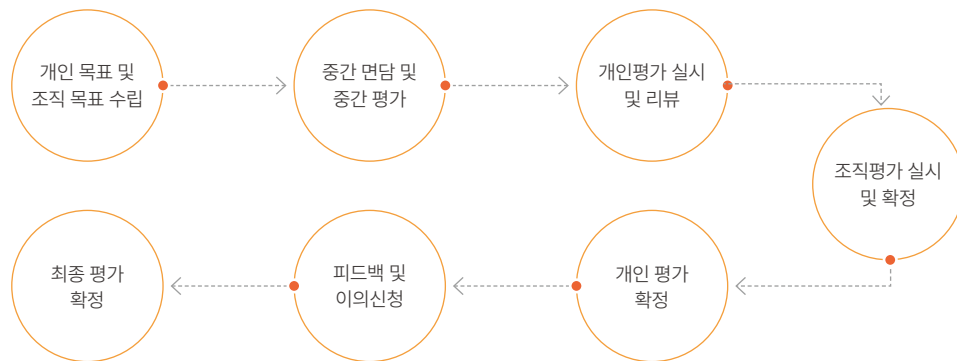 개인 목표 및
조직 목표 수립
중간 면담 및
중간 평가
개인평가 실시
및 리뷰
조직평가 실시
및 확정
개인 평가
확정
피드백 및
이의신청
최종 평가
확정